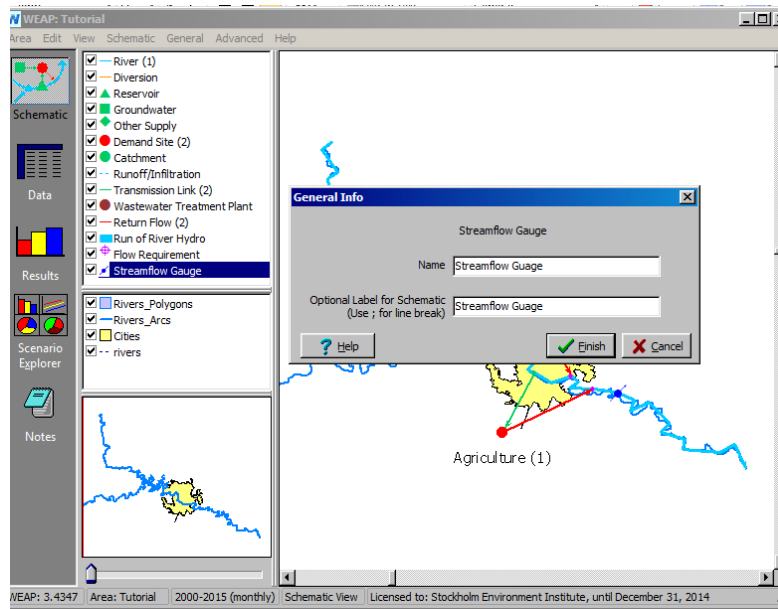 WEAP: Tutorial
Area Edit View Schematic General Advanced Help
Schematic
Data
Results
Scenario
Explorer
Notes
River (1)
Diversion
Reservoir
Groundwater
Other Supply
Demand Site (2)
Catchment
Runoff/Infiltration
Transmission Link (2)
Wastewater Treatment Plant
Return Flow (2)
Run of River Hydro
Flow Requirement
Streamflow Gauge
Rivers_Polygons
Rivers_Arcs
Cities
rivers
General Info
Streamflow Gauge
Name Streamflow Guage
Optional Label for Schematic
(Use ; for line break) Streamflow Guage
Help Finish Cancel
Agriculture (1)
WEAP: 3.4347 Area: Tutorial 2000-2015 (monthly) Schematic View Licensed to: Stockholm Environment Institute, until December 31, 2014